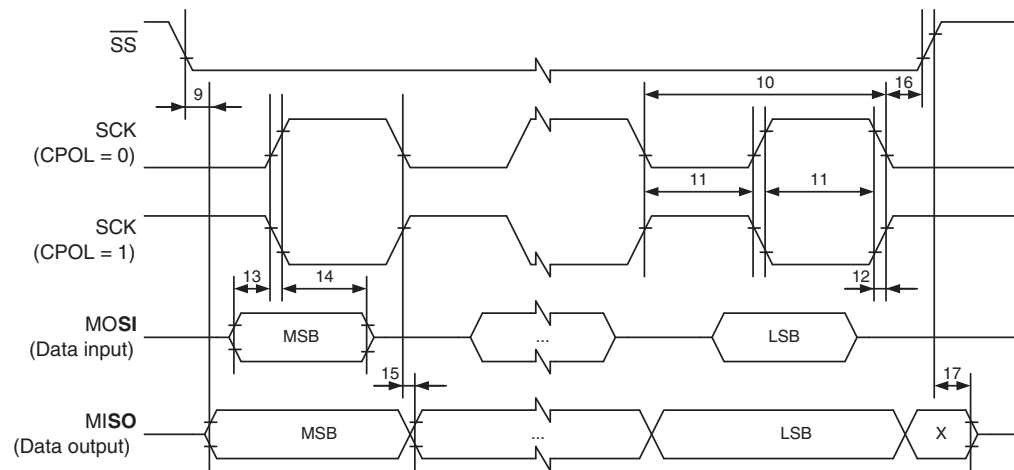 SS
9
10
16
SCK
(CPOL = 0)
11
11
SCK
(CPOL = 1)
13
14
12
MOSI
(Data input)
MSB
...
LSB
15
17
MISO
(Data output)
MSB
...
LSB
X